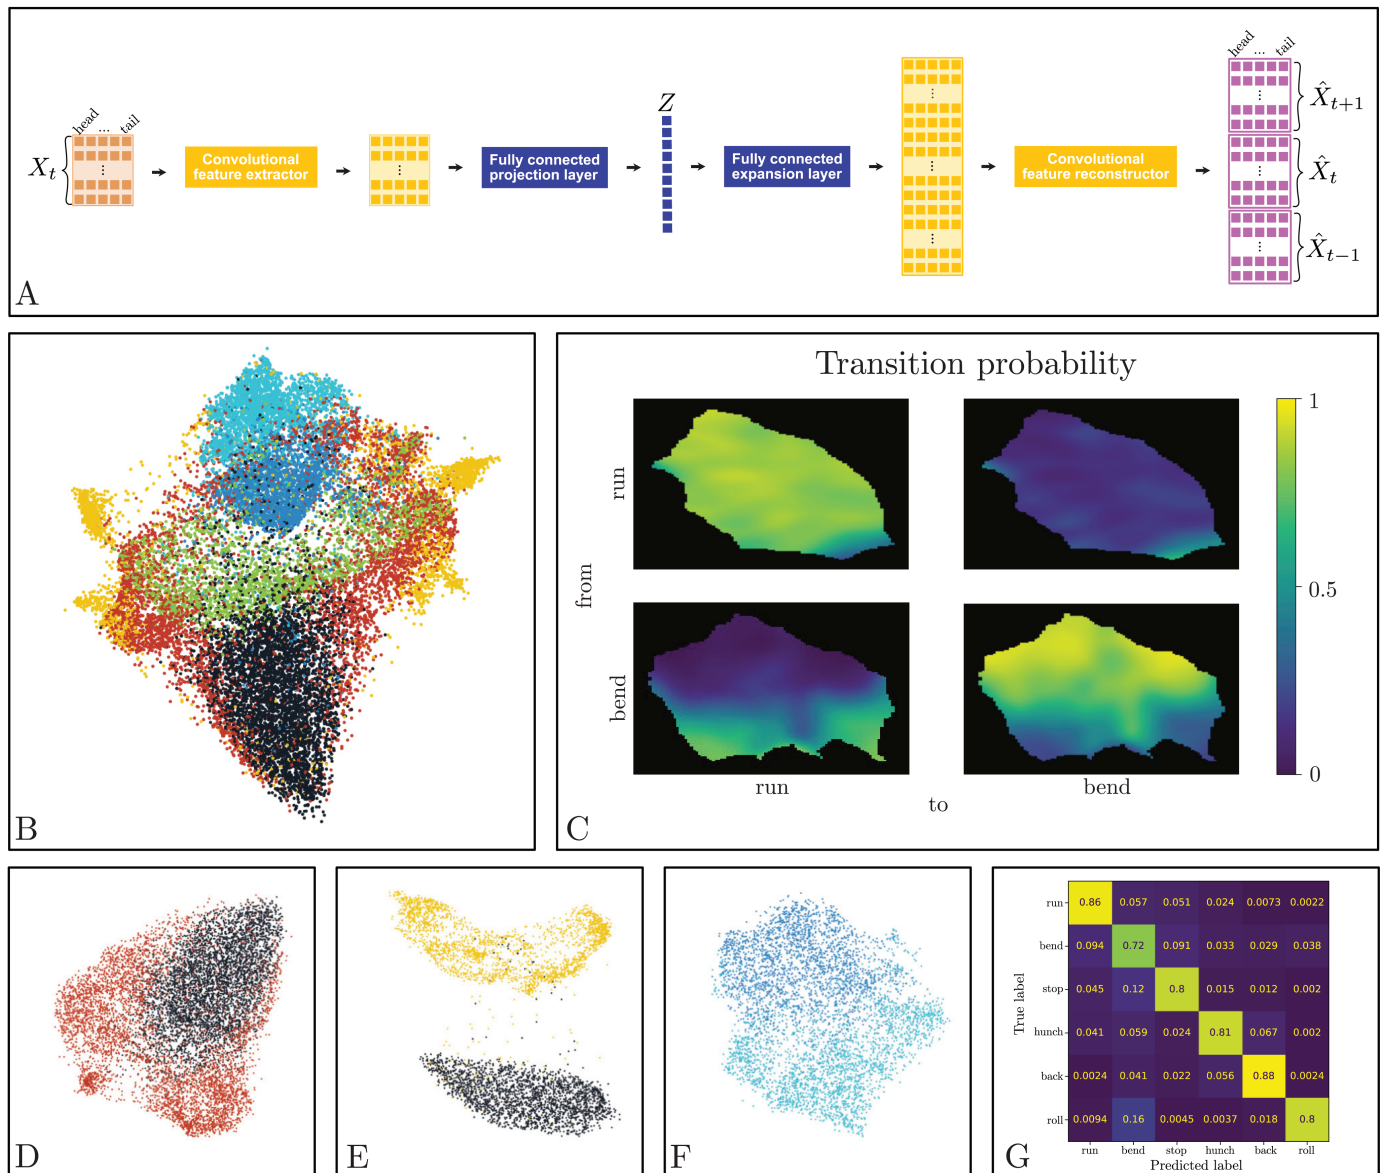 head ... tail
X_t
Convolutional
feature extractor
Fully connected
projection layer
Z
Fully connected
expansion layer
Convolutional
feature reconstructor
head ... tail
X̂_{t+1}
X̂_t
X̂_{t−1}
A
B
Transition probability
from
run
bend
run
bend
to
1
0.5
0
C
D
E
F
True label
run 0.86 0.057 0.051 0.024 0.0073 0.0022
bend 0.094 0.72 0.091 0.033 0.029 0.038
stop 0.045 0.12 0.8 0.015 0.012 0.002
hunch 0.041 0.059 0.024 0.81 0.067 0.002
back 0.0024 0.041 0.022 0.056 0.88 0.0024
roll 0.0094 0.16 0.0045 0.0037 0.018 0.8
run bend stop hunch back roll
Predicted label
G